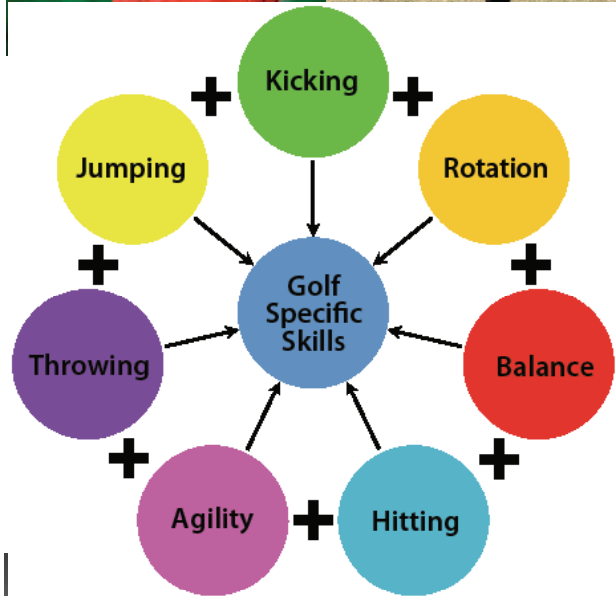 Kicking
+
+
Jumping
Rotation
+
+
Golf
Specific
Skills
Throwing
Balance
+
+
Agility
+
Hitting